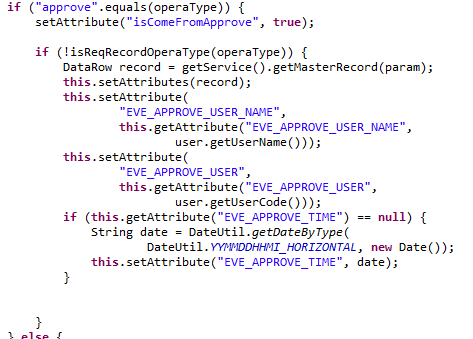 if ("approve".equals(operaType)) {
setAttribute("isComeFromApprove", true);
if (!isReqRecordOperaType(operaType)) {
DataRow record = getService().getMasterRecord(param);
this.setAttributes(record);
this.setAttribute(
"EVE_APPROVE_USER_NAME",
this.getAttribute("EVE_APPROVE_USER_NAME",
user.getUserName()));
this.setAttribute(
"EVE_APPROVE_USER",
this.getAttribute("EVE_APPROVE_USER",
user.getUserCode()));
if (this.getAttribute("EVE_APPROVE_TIME") == null) {
String date = DateUtil.getDateByType(
DateUtil.YYMMDDHHMI_HORIZONTAL, new Date());
this.setAttribute("EVE_APPROVE_TIME", date);
}
}
} else {